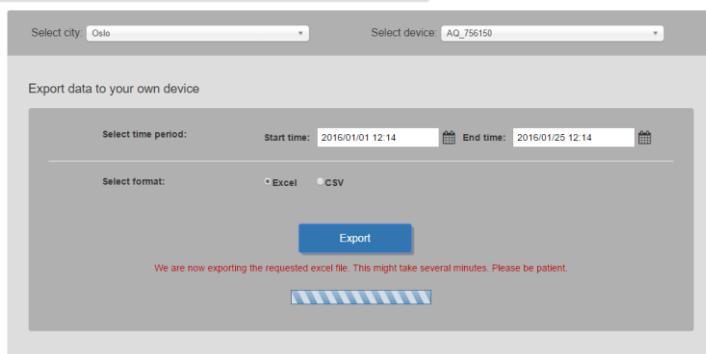 Select city: Oslo Select device: AQ_756150
Export data to your own device
Select time period: Start time: 2016/01/01 12:14 End time: 2016/01/25 12:14
Select format: Excel CSV
Export
We are now exporting the requested excel file. This might take several minutes. Please be patient.